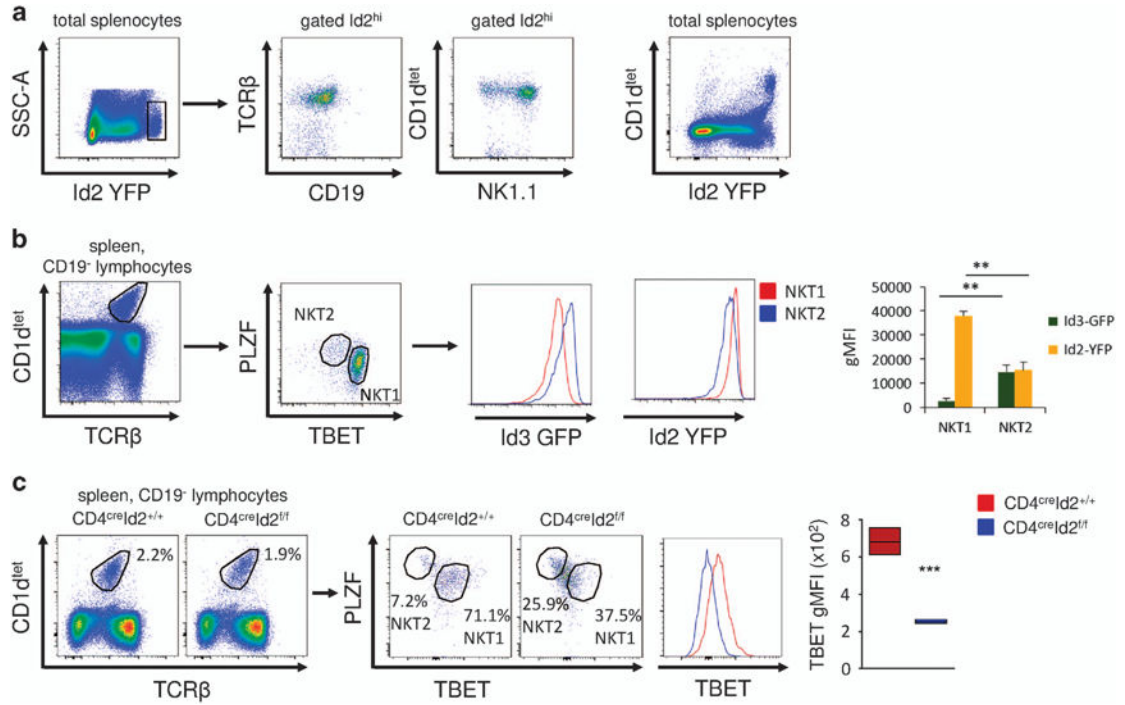 a
total splenocytes
gated Id2hi
gated Id2hi
total splenocytes
SSC-A
TCRβ
CD1dtet
CD1dtet
Id2 YFP
CD19
NK1.1
Id2 YFP
b
spleen,
CD19- lymphocytes
CD1dtet
TCRβ
PLZF
NKT2
NKT1
TBET
Id3 GFP
Id2 YFP
NKT1
NKT2
**
**
gMFI
50000
40000
30000
20000
10000
0
NKT1
NKT2
Id3-GFP
Id2-YFP
c
spleen, CD19- lymphocytes
CD4creId2+/+
CD4creId2f/f
CD1dtet
2.2%
1.9%
TCRβ
CD4creId2+/+
CD4creId2f/f
PLZF
7.2%
NKT2
71.1%
NKT1
25.9%
NKT2
37.5%
NKT1
TBET
TBET
CD4creId2+/+
CD4creId2f/f
TBET gMFI (x102)
8
6
4
2
0
***